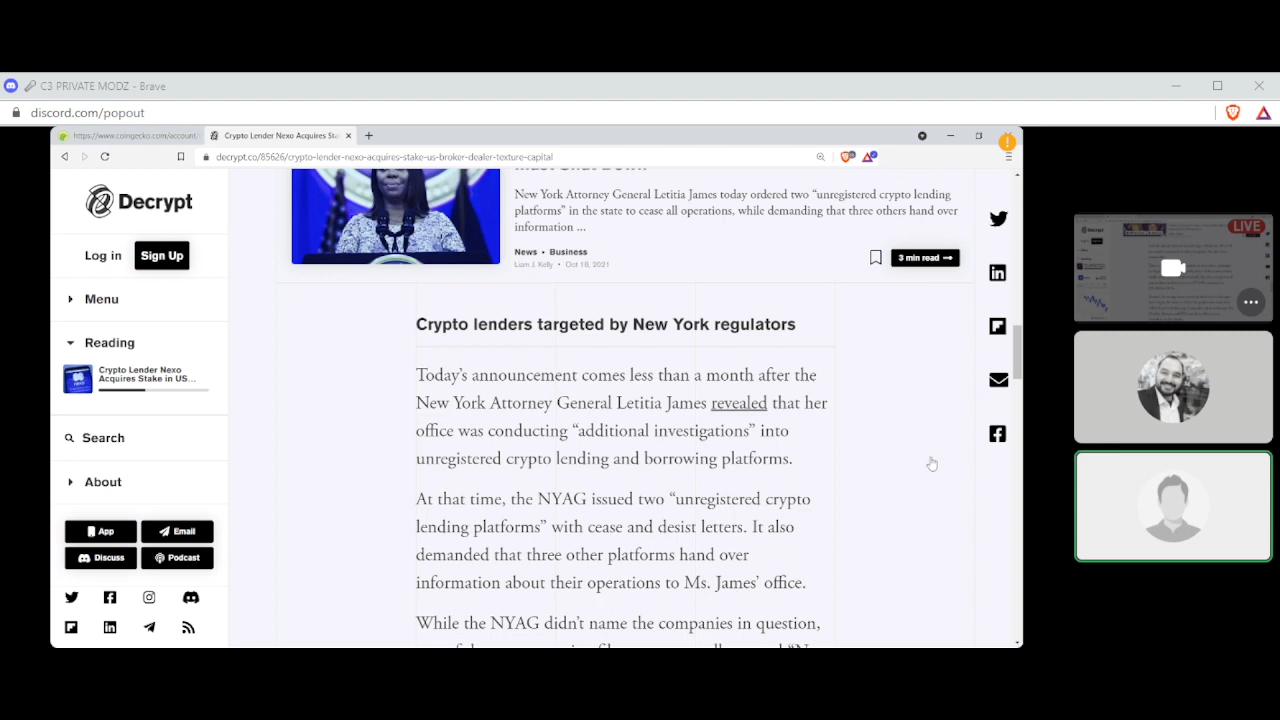 C3 PRIVATE MODZ - Brave
discord.com/popout
https://www.coingecko.com/account/
Crypto Lender Nexo Acquires Sta
decrypt.co/85626/crypto-lender-nexo-acquires-stake-us-broker-dealer-texture-capital
Decrypt
Log in
Sign Up
Menu
Reading
Crypto Lender Nexo
Acquires Stake in US...
Search
About
App
Email
Discuss
Podcast
New York Attorney General Letitia James today ordered two “unregistered crypto lending
platforms” in the state to cease all operations, while demanding that three others hand over
information ...
News • Business
Liam J. Kelly • Oct 18, 2021
3 min read
Crypto lenders targeted by New York regulators
Today’s announcement comes less than a month after the
New York Attorney General Letitia James revealed that her
office was conducting “additional investigations” into
unregistered crypto lending and borrowing platforms.
At that time, the NYAG issued two “unregistered crypto
lending platforms” with cease and desist letters. It also
demanded that three other platforms hand over
information about their operations to Ms. James’ office.
While the NYAG didn’t name the companies in question,
LIVE